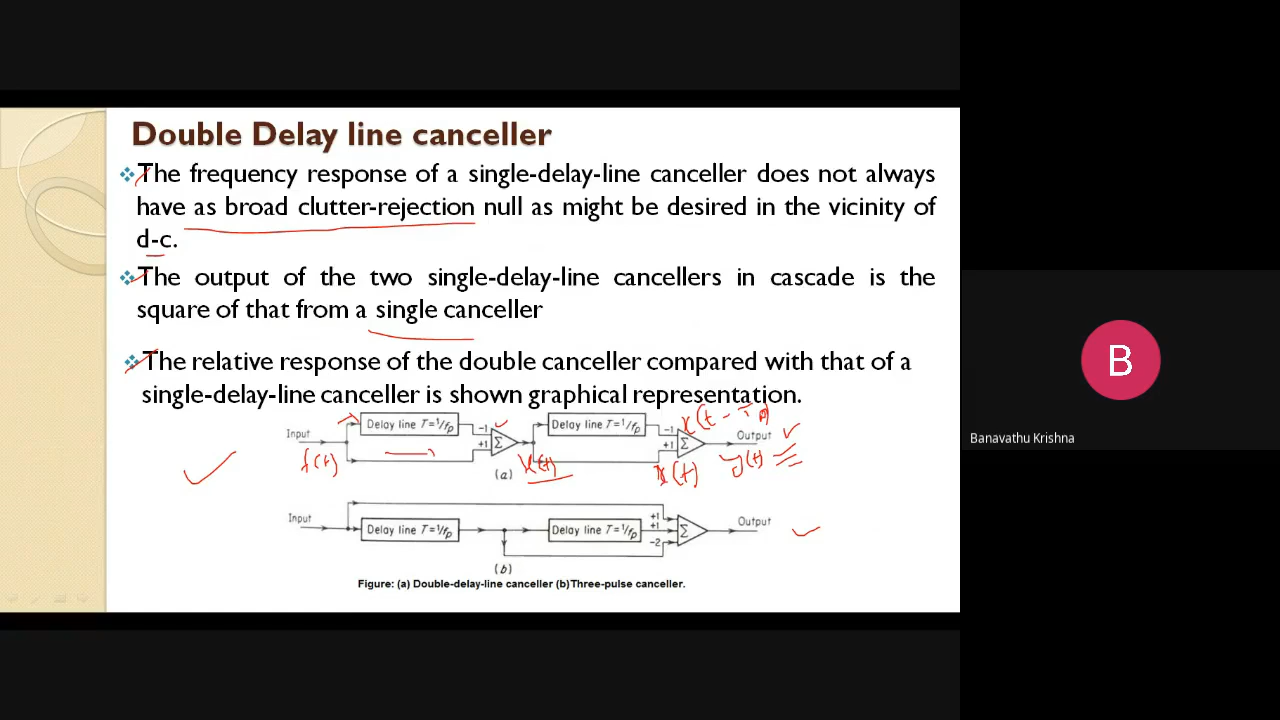 Double Delay line canceller
The frequency response of a single-delay-line canceller does not always
have as broad clutter-rejection null as might be desired in the vicinity of
d-c.
The output of the two single-delay-line cancellers in cascade is the
square of that from a single canceller
The relative response of the double canceller compared with that of a
single-delay-line canceller is shown graphical representation.
Input
f(t)
Delay line T=1/fp
-1
+1
Σ
x(t)
Delay line T=1/fp
x(t-Tp)
-1
+1
Σ
x(t)
Output
y(t)
(a)
Input
Delay line T=1/fp
Delay line T=1/fp
+1
+1
-2
Σ
Output
(b)
Figure: (a) Double-delay-line canceller (b)Three-pulse canceller.
B
Banavathu Krishna